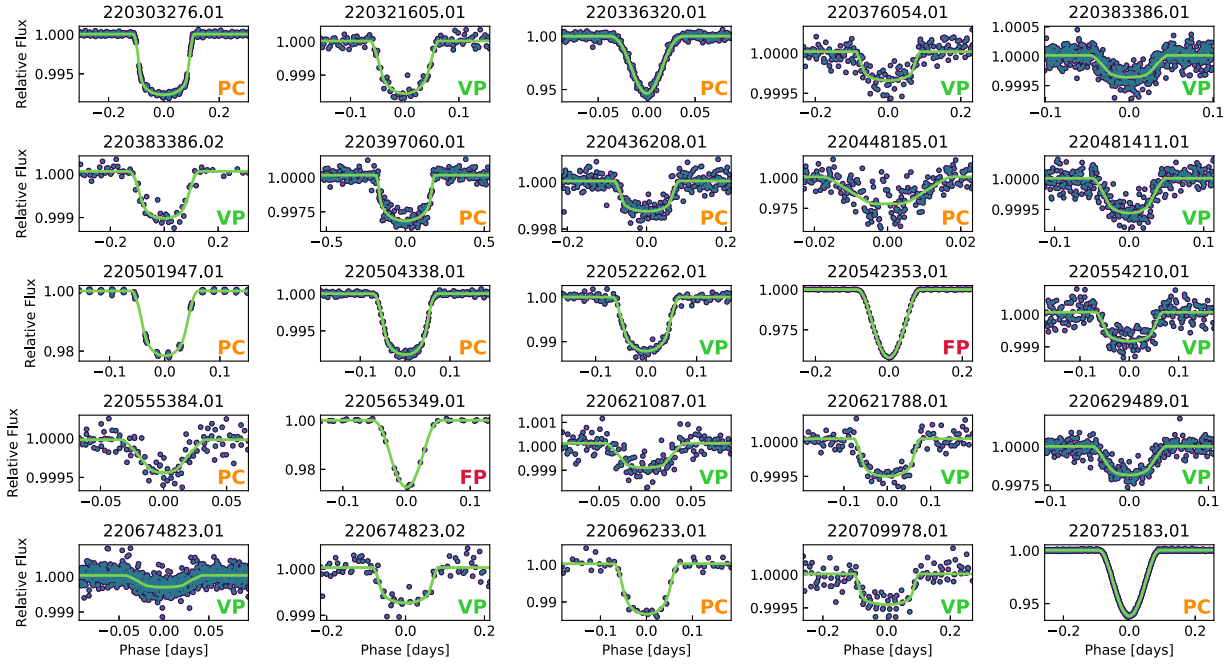 220303276.01 220321605.01 220336320.01 220376054.01 220383386.01
Relative Flux 1.000 0.995 PC 1.000 0.999 VP 1.00 0.95 PC 1.0000 0.9995 VP 1.0005 1.0000 0.9995 VP
−0.2 0.0 0.2 −0.1 0.0 0.1 −0.05 0.00 0.05 −0.2 0.0 0.2 −0.1 0.0 0.1
220383386.02 220397060.01 220436208.01 220448185.01 220481411.01
Relative Flux 1.000 0.999 VP 1.0000 0.9975 PC 1.000 0.998 PC 1.000 0.975 PC 1.0000 0.9995 VP
−0.2 0.0 0.2 −0.5 0.0 0.5 −0.2 0.0 0.2 −0.02 0.00 0.02 −0.1 0.0 0.1
220501947.01 220504338.01 220522262.01 220542353.01 220554210.01
Relative Flux 1.00 0.98 PC 1.000 0.995 PC 1.00 0.99 VP 1.000 0.975 FP 1.000 0.999 VP
−0.1 0.0 0.1 −0.1 0.0 0.1 −0.1 0.0 0.1 −0.2 0.0 0.2 −0.1 0.0 0.1
220555384.01 220565349.01 220621087.01 220621788.01 220629489.01
Relative Flux 1.0000 0.9995 PC 1.00 0.98 FP 1.001 1.000 0.999 VP 1.0000 0.9995 VP 1.0000 0.9975 VP
−0.05 0.00 0.05 −0.1 0.0 0.1 −0.05 0.00 0.05 −0.1 0.0 0.1 −0.1 0.0 0.1
220674823.01 220674823.02 220696233.01 220709978.01 220725183.01
Relative Flux 1.000 0.999 VP 1.000 0.999 VP 1.00 0.99 PC 1.0000 0.9995 VP 1.00 0.95 PC
−0.05 0.00 0.05 −0.2 0.0 0.2 −0.1 0.0 0.1 −0.2 0.0 0.2 −0.2 0.0 0.2
Phase [days] Phase [days] Phase [days] Phase [days] Phase [days]